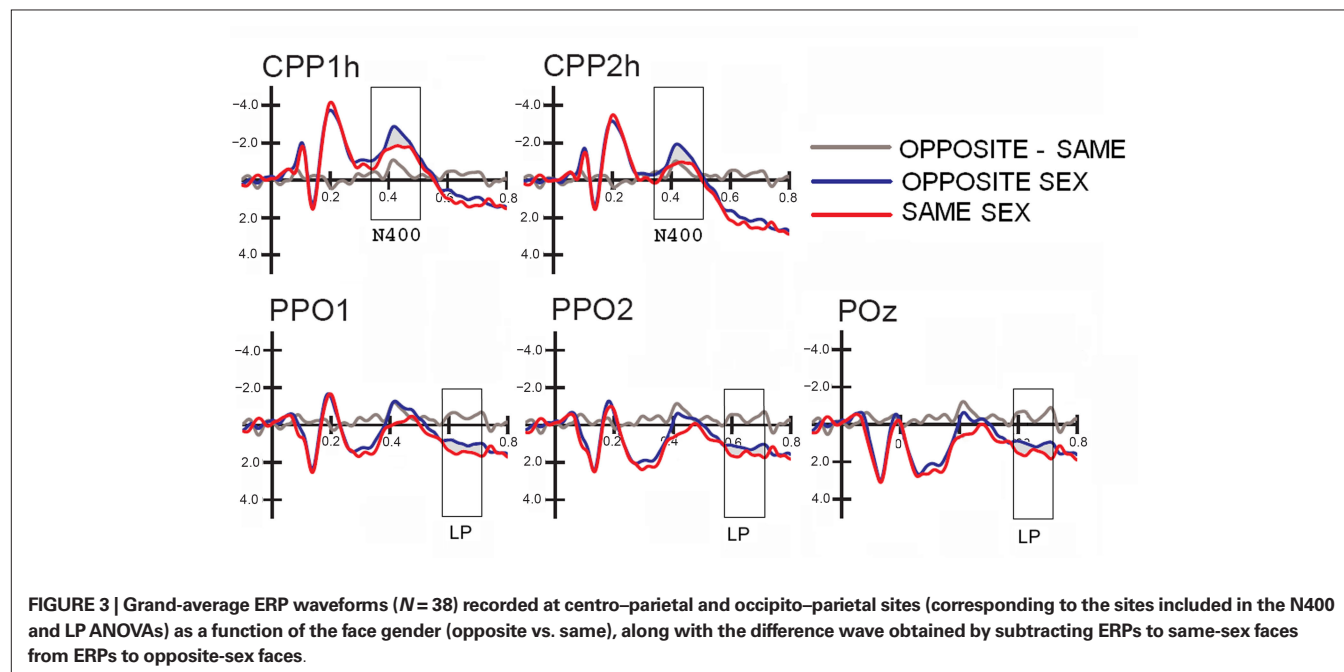 CPP1h
CPP2h
-4.0
-2.0
0.2
0.4
0.8
2.0
4.0
N400
-4.0
-2.0
0.2
0.4
0.6
0.8
2.0
4.0
N400
OPPOSITE - SAME
OPPOSITE SEX
SAME SEX
PPO1
PPO2
POz
-4.0
-2.0
0.2
0.4
0.6
0.8
2.0
4.0
LP
-4.0
-2.0
0.2
0.4
0.6
0.8
2.0
4.0
LP
-4.0
-2.0
0
0.8
2.0
4.0
LP
FIGURE 3 | Grand-average ERP waveforms (N = 38) recorded at centro–parietal and occipito–parietal sites (corresponding to the sites included in the N400
and LP ANOVAs) as a function of the face gender (opposite vs. same), along with the difference wave obtained by subtracting ERPs to same-sex faces
from ERPs to opposite-sex faces.